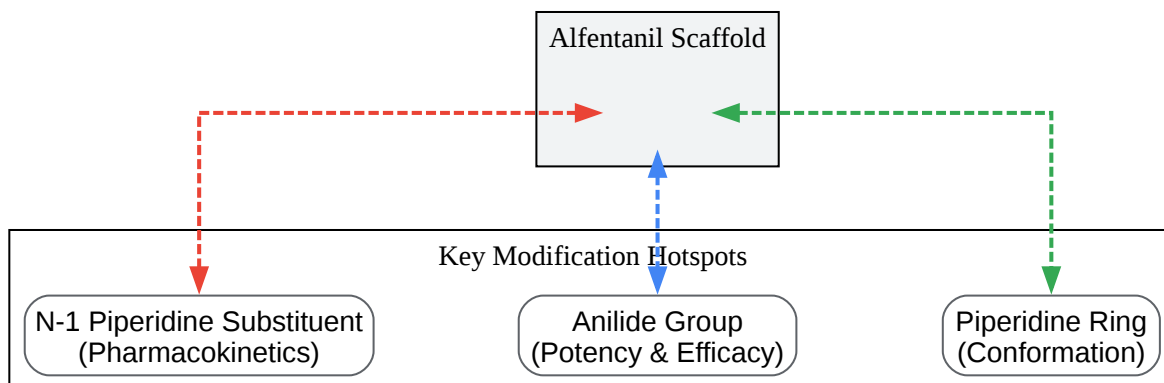 Alfentanil Scaffold
Key Modification Hotspots
N-1 Piperidine Substituent
(Pharmacokinetics)
Anilide Group
(Potency & Efficacy)
Piperidine Ring
(Conformation)